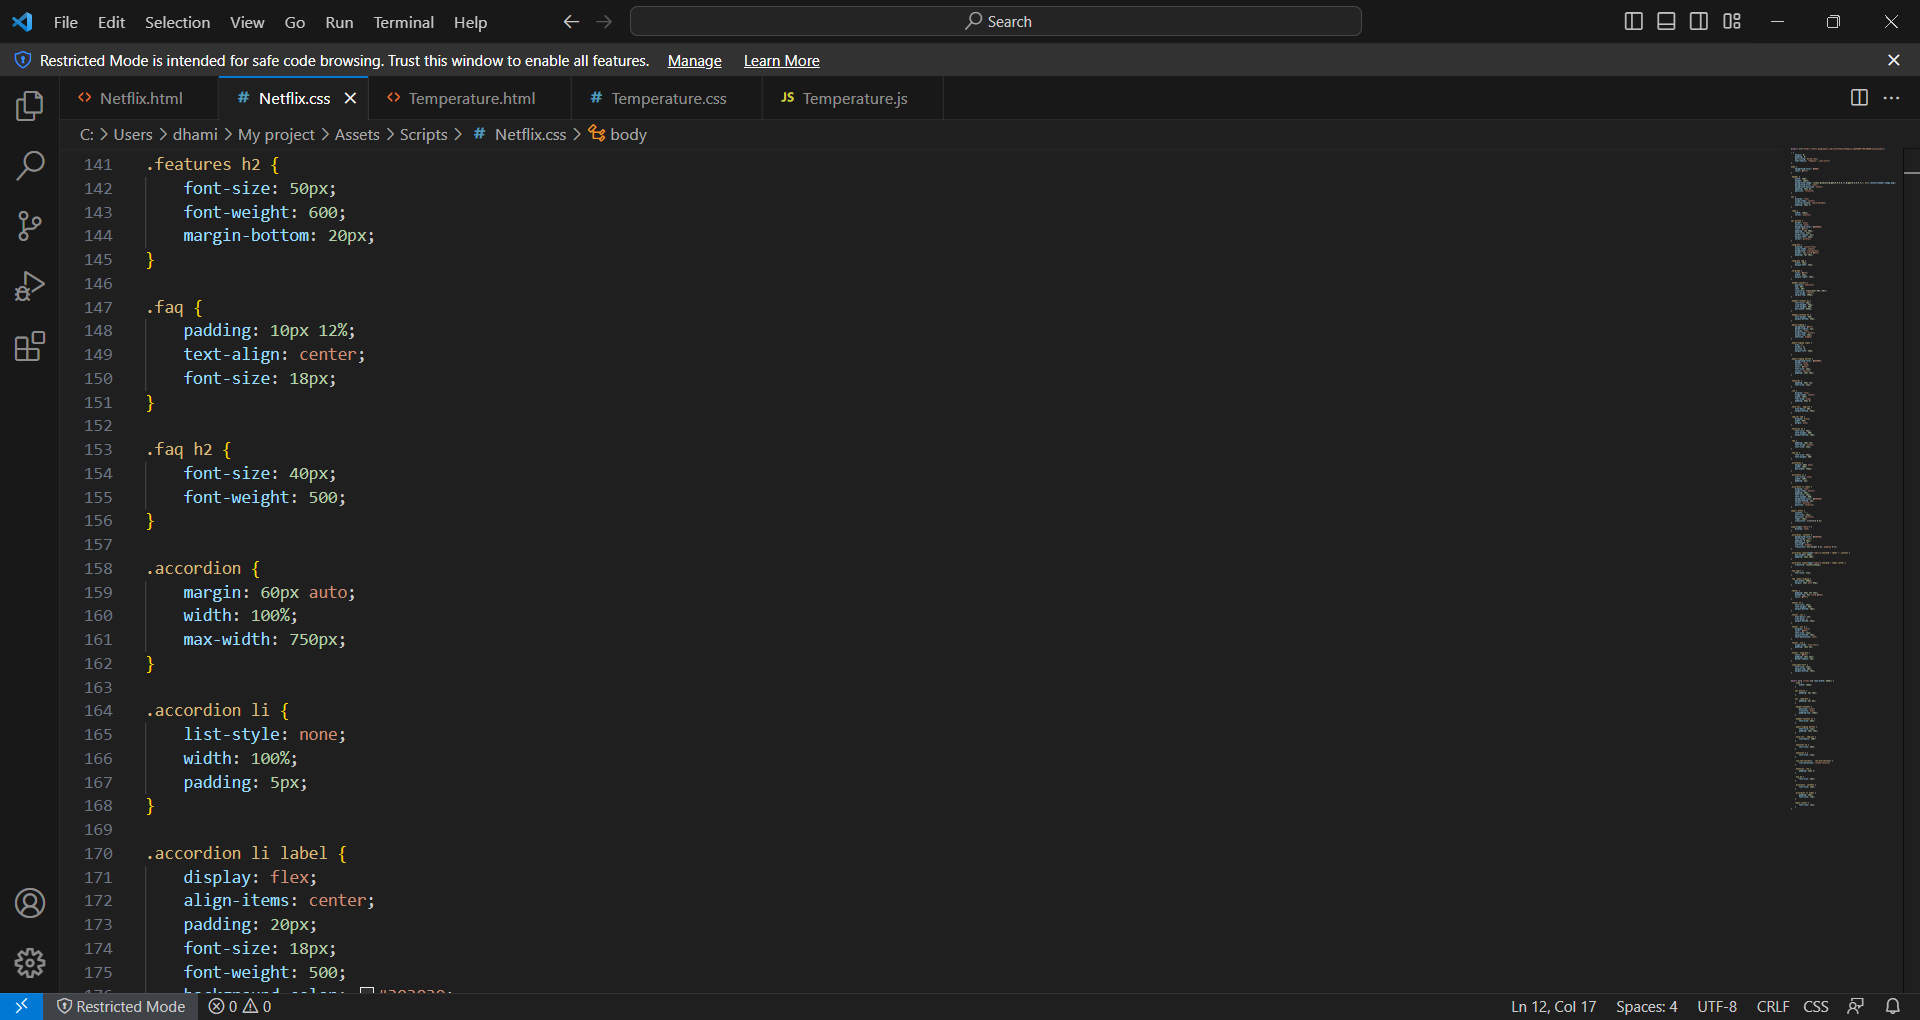 File Edit Selection View Go Run Terminal Help Search
Restricted Mode is intended for safe code browsing. Trust this window to enable all features. Manage Learn More
Netflix.html # Netflix.css Temperature.html # Temperature.css JS Temperature.js
C: > Users > dhami > My project > Assets > Scripts > # Netflix.css > body
141 .features h2 {
142 font-size: 50px;
143 font-weight: 600;
144 margin-bottom: 20px;
145 }
146
147 .faq {
148 padding: 10px 12%;
149 text-align: center;
150 font-size: 18px;
151 }
152
153 .faq h2 {
154 font-size: 40px;
155 font-weight: 500;
156 }
157
158 .accordion {
159 margin: 60px auto;
160 width: 100%;
161 max-width: 750px;
162 }
163
164 .accordion li {
165 list-style: none;
166 width: 100%;
167 padding: 5px;
168 }
169
170 .accordion li label {
171 display: flex;
172 align-items: center;
173 padding: 20px;
174 font-size: 18px;
175 font-weight: 500;
176 background-color:
Restricted Mode 0 0 Ln 12, Col 17 Spaces: 4 UTF-8 CRLF CSS